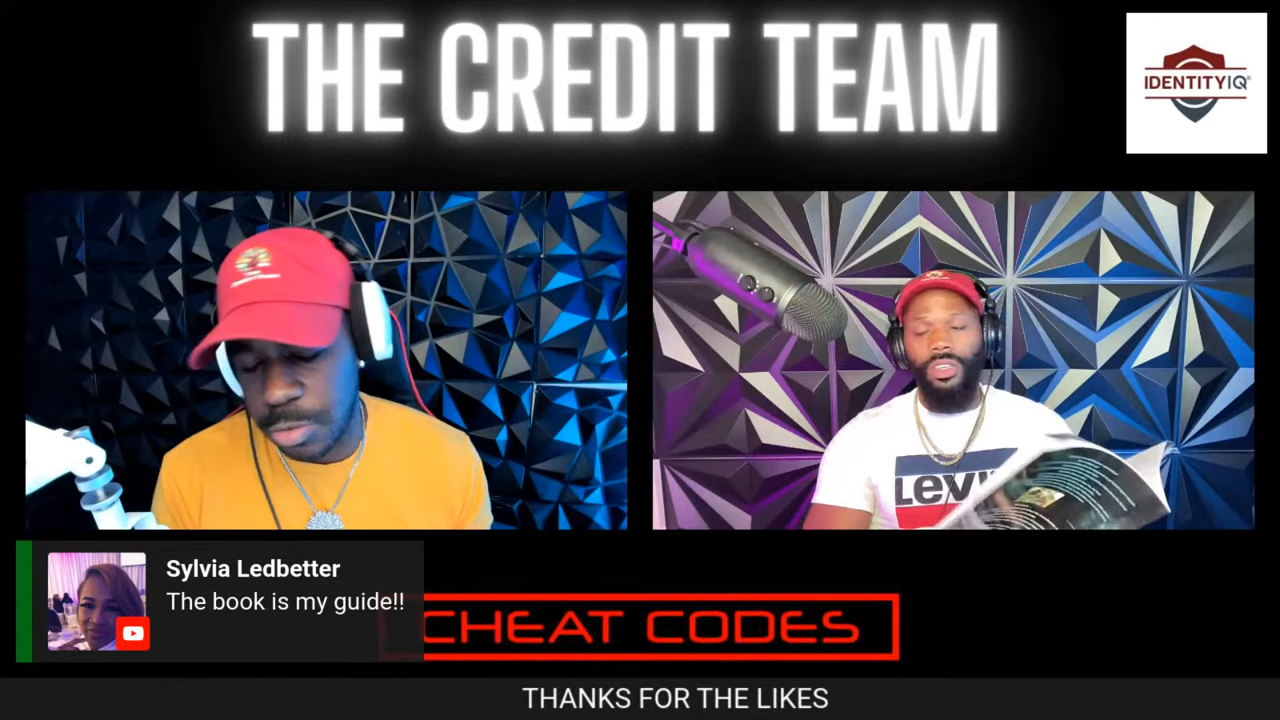 THE CREDIT TEAM
IDENTITYIQ®
LEVI
Sylvia Ledbetter
The book is my guide!!
CHEAT CODES
THANKS FOR THE LIKES